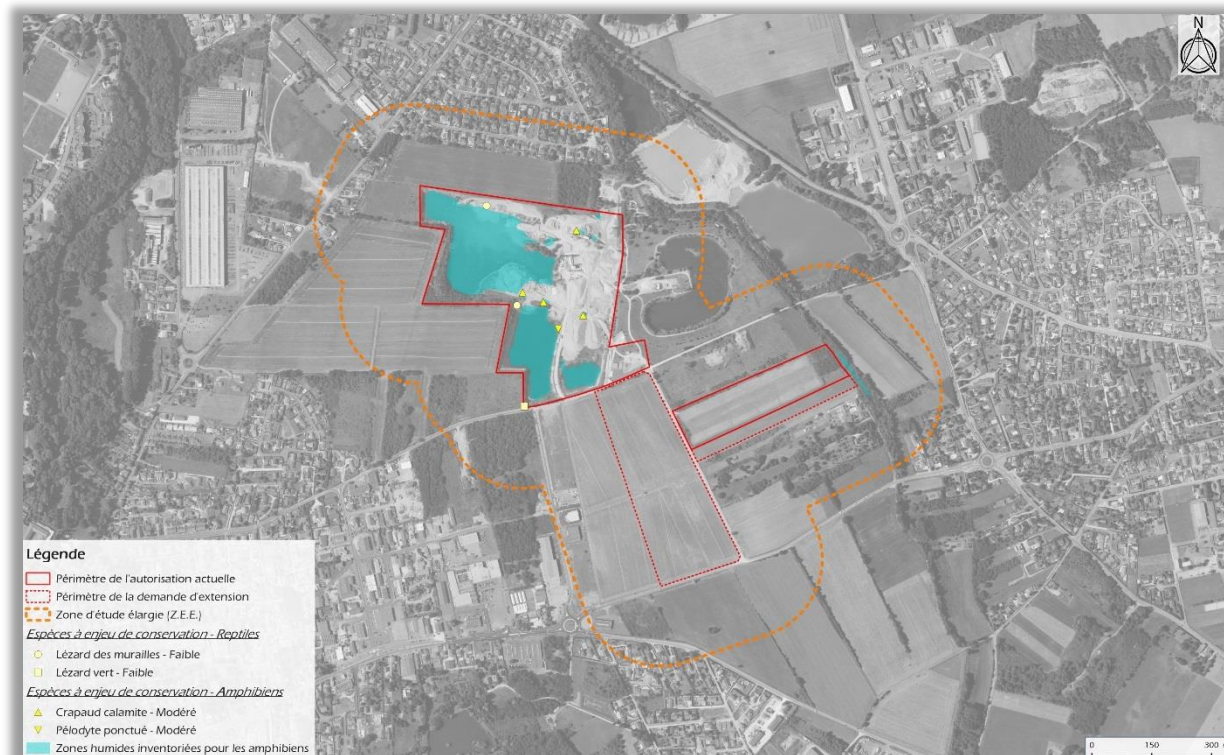 N
Légende
Périmètre de l'autorisation actuelle
Périmètre de la demande d'extension
Zone d'étude élargie (Z.E.E.)
Espèces à enjeu de conservation - Reptiles
Lézard des murailles - Faible
Lézard vert - Faible
Espèces à enjeu de conservation - Amphibiens
Crapaud calamite - Modéré
Pélodyte ponctué - Modéré
Zones humides inventoriées pour les amphibiens
0 150 300